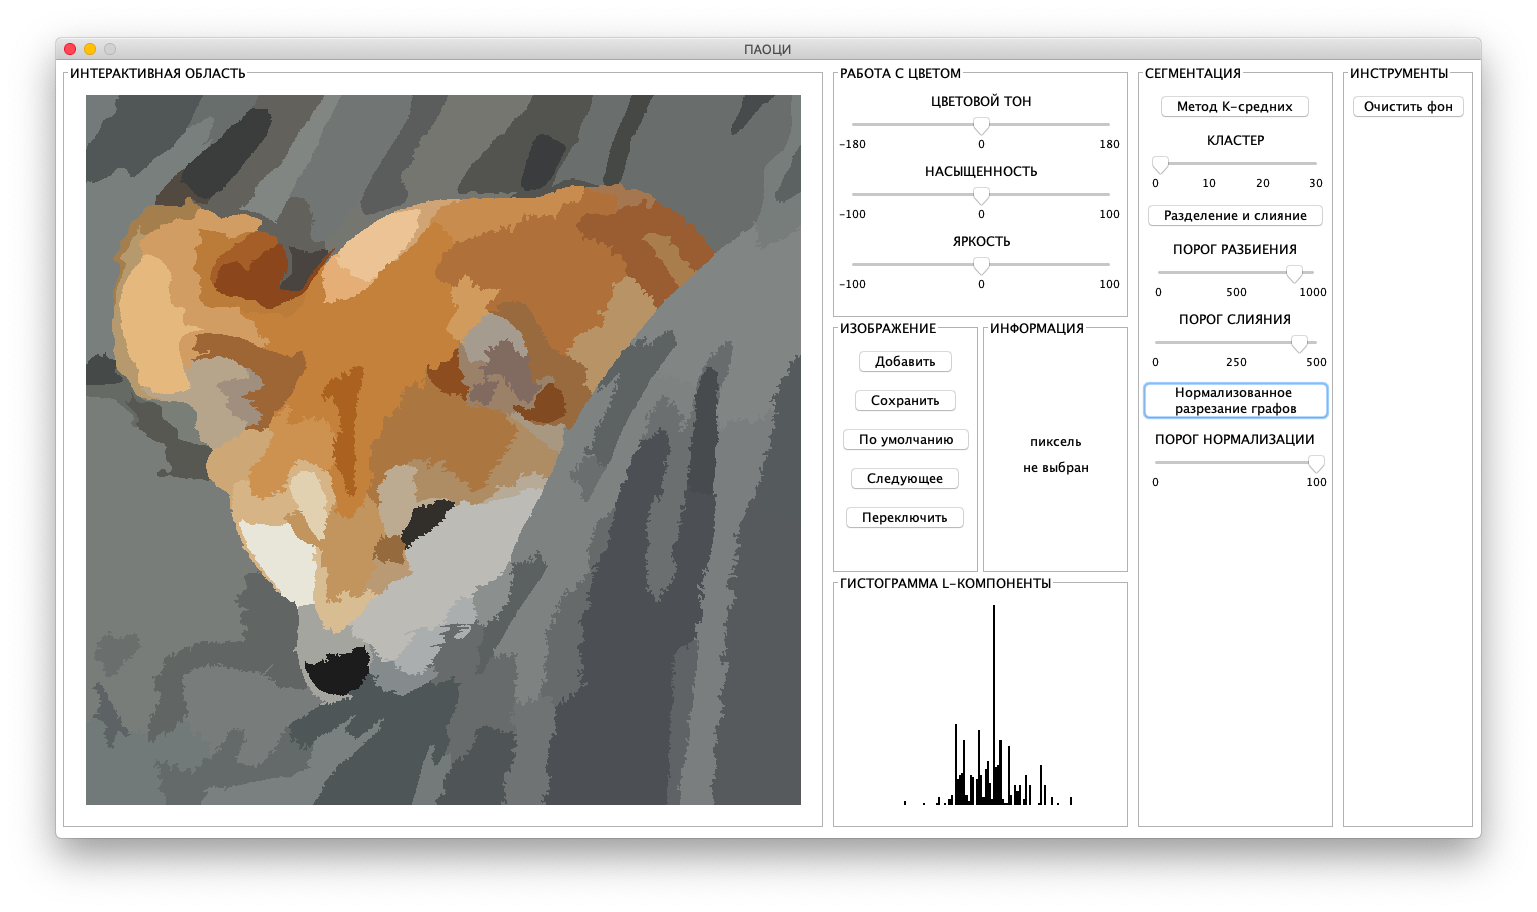 ПАОЦИ
ИНТЕРАКТИВНАЯ ОБЛАСТЬ
РАБОТА С ЦВЕТОМ
ЦВЕТОВОЙ ТОН
-180 0 180
НАСЫЩЕННОСТЬ
-100 0 100
ЯРКОСТЬ
-100 0 100
ИЗОБРАЖЕНИЕ
Добавить
Сохранить
По умолчанию
Следующее
Переключить
ИНФОРМАЦИЯ
пиксель
не выбран
ГИСТОГРАММА L-КОМПОНЕНТЫ
СЕГМЕНТАЦИЯ
Метод К-средних
КЛАСТЕР
0 10 20 30
Разделение и слияние
ПОРОГ РАЗБИЕНИЯ
0 500 1000
ПОРОГ СЛИЯНИЯ
0 250 500
Нормализованное
разрезание графов
ПОРОГ НОРМАЛИЗАЦИИ
0 100
ИНСТРУМЕНТЫ
Очистить фон